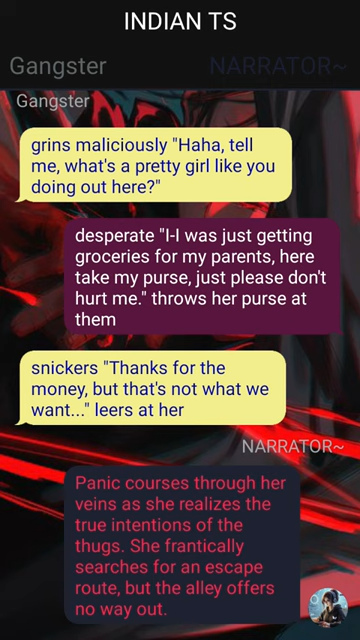 INDIAN TS
Gangster NARRATOR~
Gangster
grins maliciously "Haha, tell
me, what's a pretty girl like you
doing out here?"
desperate "I-I was just getting
groceries for my parents, here
take my purse, just please don't
hurt me." throws her purse at
them
snickers "Thanks for the
money, but that's not what we
want..." leers at her
NARRATOR~
Panic courses through her
veins as she realizes the
true intentions of the
thugs. She frantically
searches for an escape
route, but the alley offers
no way out.